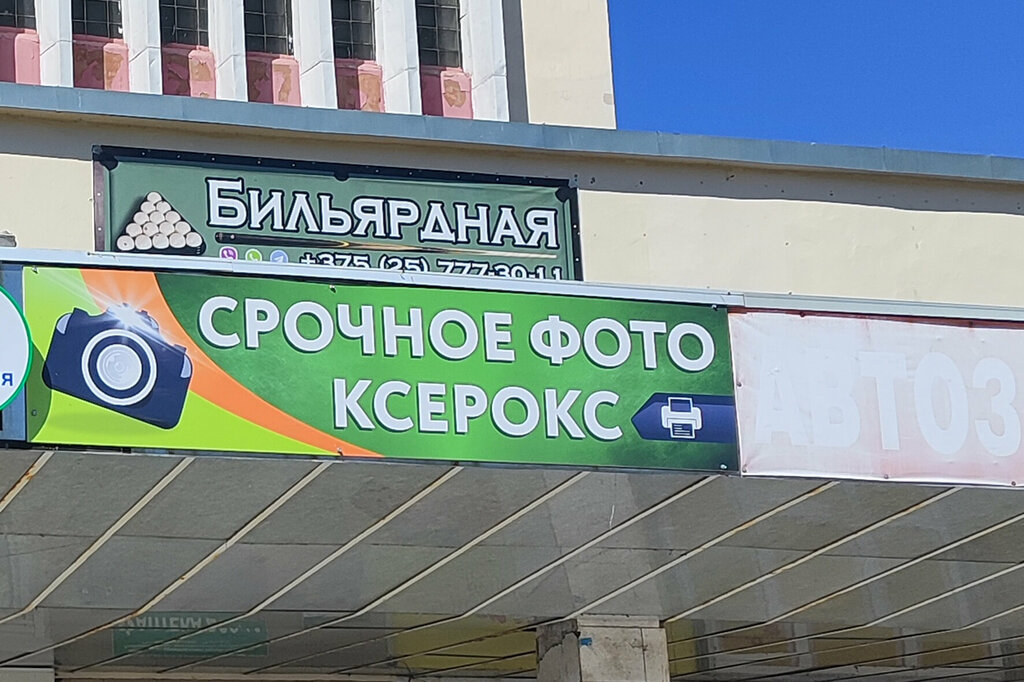 БИЛЬЯРДНАЯ
+375 (25) 777-30-11
СРОЧНОЕ ФОТО
КСЕРОКС
АВТОЗ
Я